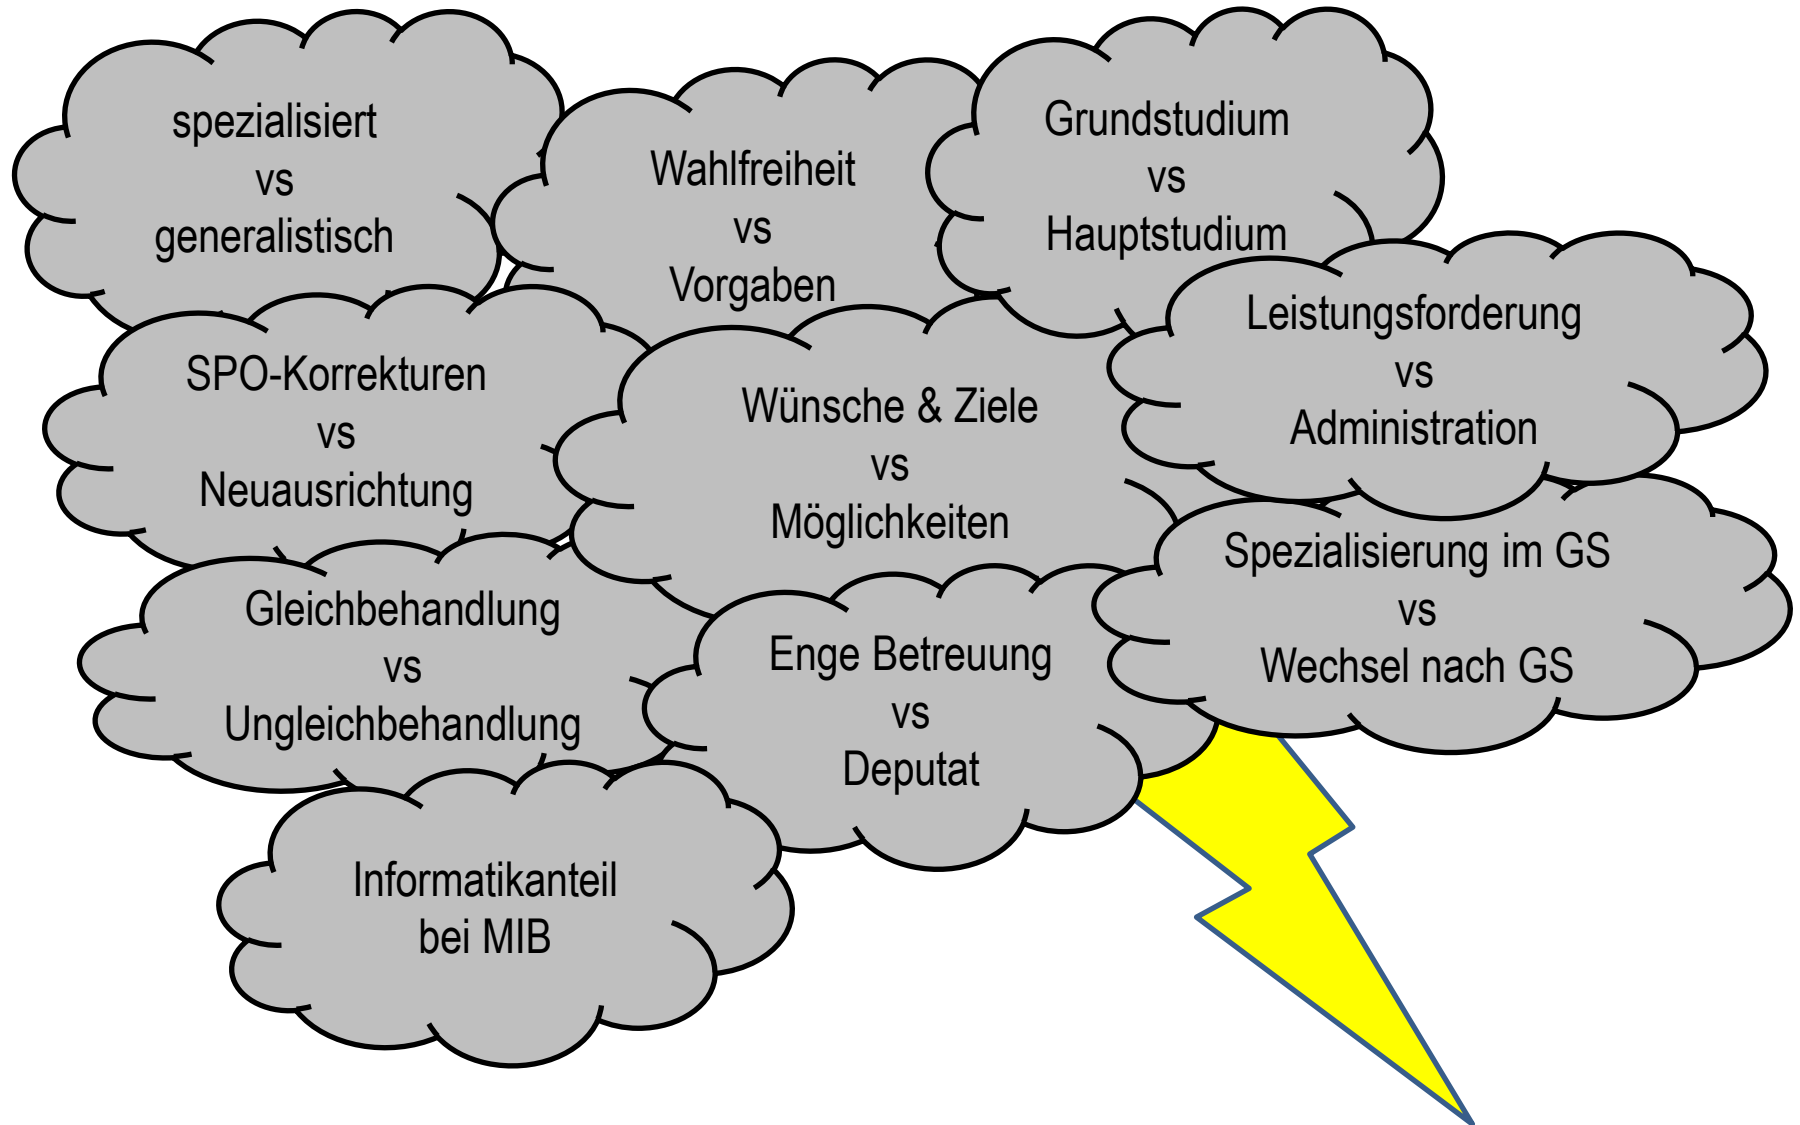 spezialisiert
vs
generalistisch
Wahlfreiheit
vs
Vorgaben
Grundstudium
vs
Hauptstudium
Leistungsforderung
vs
Administration
SPO-Korrekturen
vs
Neuausrichtung
Wünsche & Ziele
vs
Möglichkeiten
Spezialisierung im GS
vs
Wechsel nach GS
Gleichbehandlung
vs
Ungleichbehandlung
Enge Betreuung
vs
Deputat
Informatikanteil
bei MIB